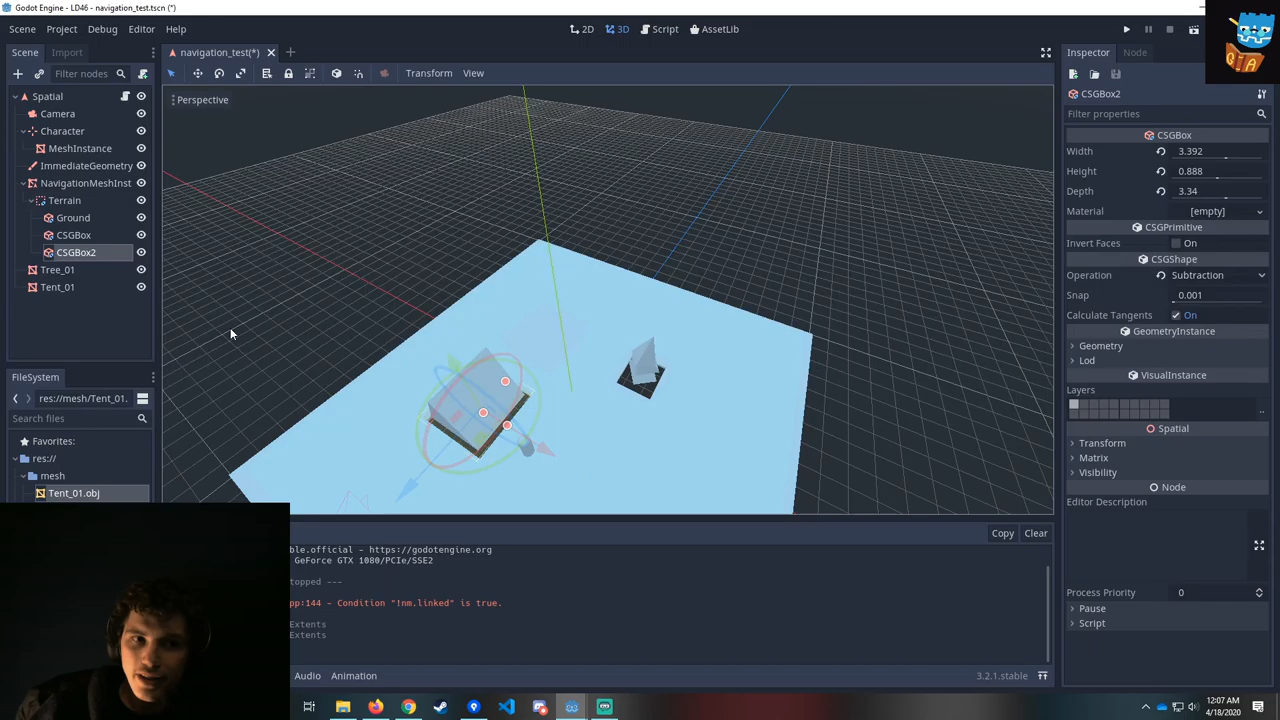 Godot Engine - LD46 - navigation_test.tscn (*)
Scene Project Debug Editor Help
2D 3D Script AssetLib
Scene Import
navigation_test(*)
Inspector Node
Filter nodes
Transform View
Perspective
Spatial
Camera
Character
MeshInstance
ImmediateGeometry
NavigationMeshInst
Terrain
Ground
CSGBox
CSGBox2
Tree_01
Tent_01
FileSystem
res://mesh/Tent_01.
Search files
Favorites:
res://
mesh
Tent_01.obj
CSGBox2
Filter properties
CSGBox
Width 3.392
Height 0.888
Depth 3.34
Material [empty]
CSGPrimitive
Invert Faces On
CSGShape
Operation Subtraction
Snap 0.001
Calculate Tangents On
GeometryInstance
Geometry
Lod
VisualInstance
Layers
..
Spatial
Transform
Matrix
Visibility
Node
Editor Description
Process Priority 0
Pause
Script
Copy Clear
ble.official - https://godotengine.org
GeForce GTX 1080/PCIe/SSE2
topped ---
pp:144 - Condition "!nm.linked" is true.
Extents
Extents
Audio Animation
3.2.1.stable
12:07 AM
4/18/2020
Q A